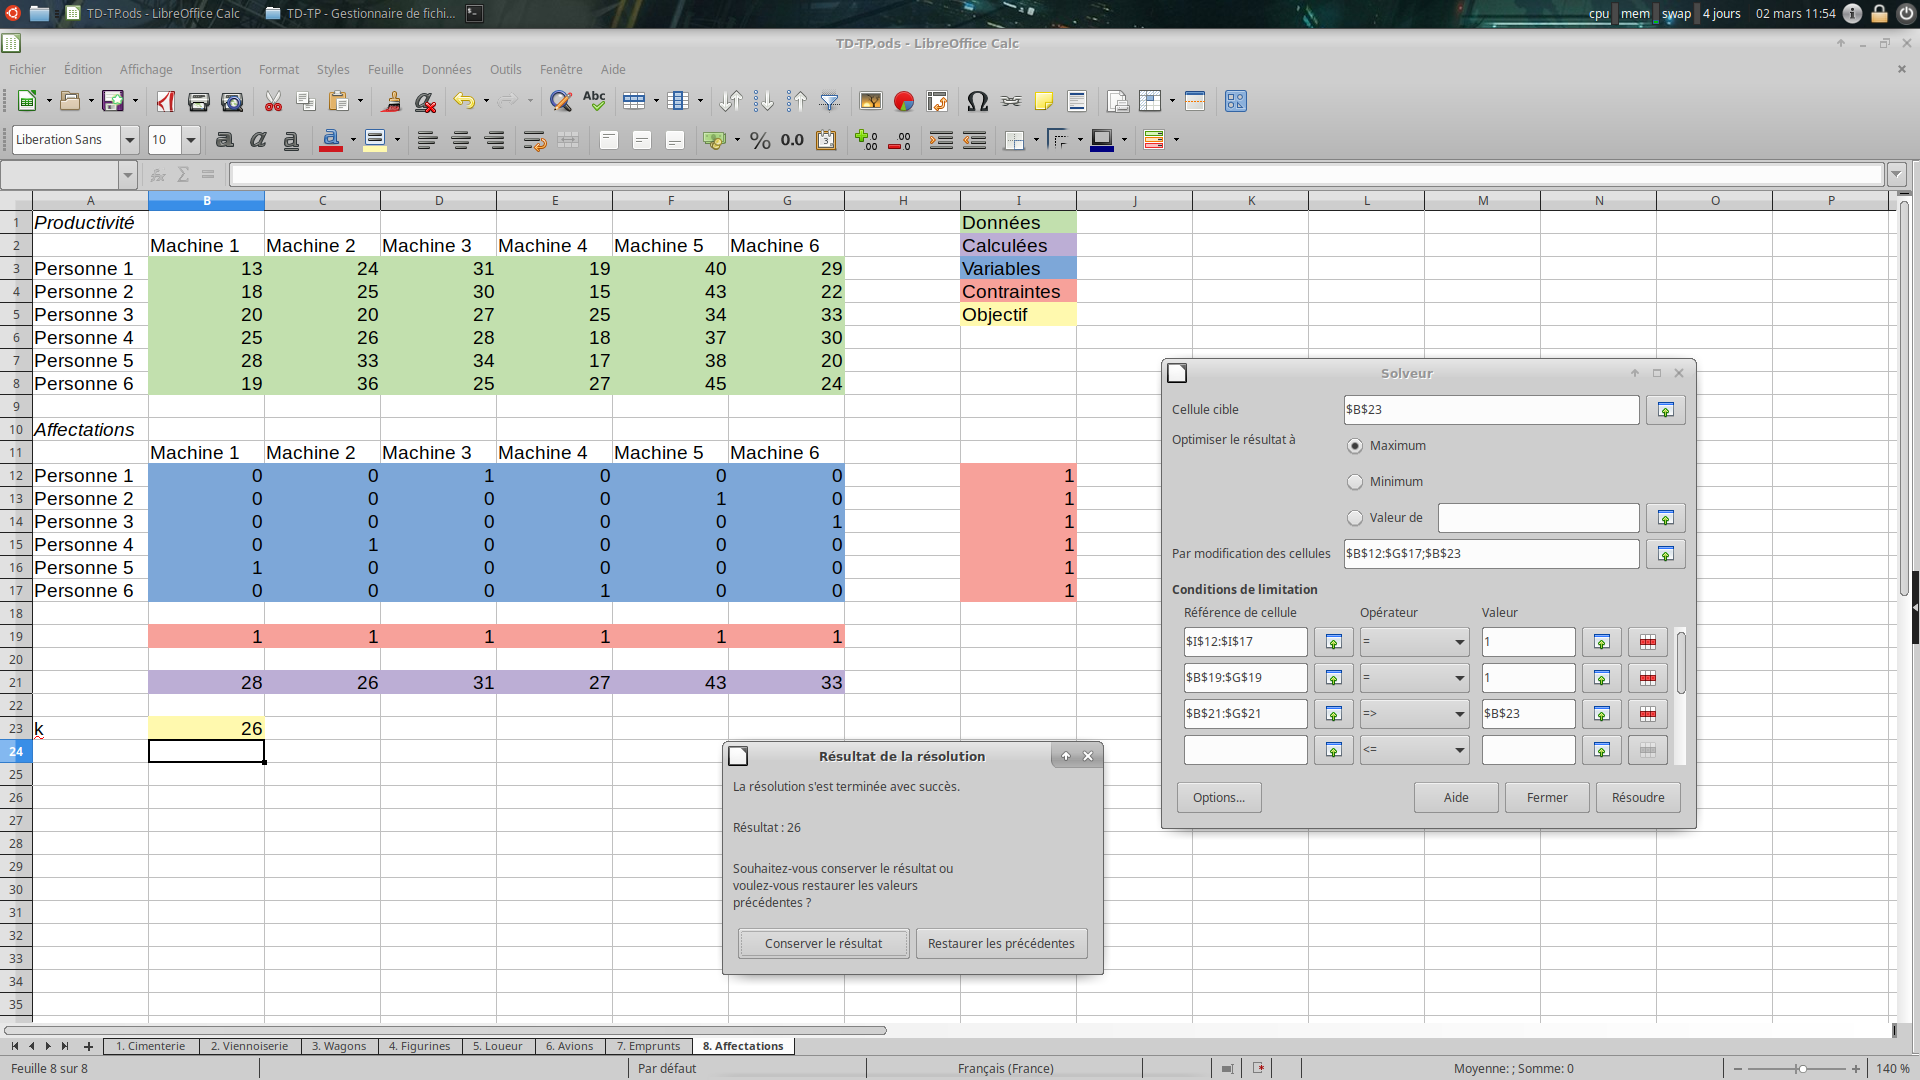 TD-TP.ods - LibreOffice Calc
TD-TP - Gestionnaire de fichi...
cpu mem swap 4 jours 02 mars 11:54
TD-TP.ods - LibreOffice Calc
Fichier Édition Affichage Insertion Format Styles Feuille Données Outils Fenêtre Aide
Abc
Liberation Sans 10
a a a a % 0.0
A B C D E F G H I J K L M N O P
1 Productivité Données
2 Machine 1 Machine 2 Machine 3 Machine 4 Machine 5 Machine 6 Calculées
3 Personne 1 13 24 31 19 40 29 Variables
4 Personne 2 18 25 30 15 43 22 Contraintes
5 Personne 3 20 20 27 25 34 33 Objectif
6 Personne 4 25 26 28 18 37 30
7 Personne 5 28 33 34 17 38 20
8 Personne 6 19 36 25 27 45 24
9
10 Affectations
11 Machine 1 Machine 2 Machine 3 Machine 4 Machine 5 Machine 6
12 Personne 1 0 0 1 0 0 0 1
13 Personne 2 0 0 0 0 1 0 1
14 Personne 3 0 0 0 0 0 1 1
15 Personne 4 0 1 0 0 0 0 1
16 Personne 5 1 0 0 0 0 0 1
17 Personne 6 0 0 0 1 0 0 1
18
19 1 1 1 1 1 1
20
21 28 26 31 27 43 33
22
23 k 26
24
25
26
27
28
29
30
31
32
33
34
35
Solveur
Cellule cible $B$23
Optimiser le résultat à
Maximum
Minimum
Valeur de
Par modification des cellules $B$12:$G$17;$B$23
Conditions de limitation
Référence de cellule Opérateur Valeur
$I$12:$I$17 = 1
$B$19:$G$19 = 1
$B$21:$G$21 => $B$23
<=
Options... Aide Fermer Résoudre
Résultat de la résolution
La résolution s'est terminée avec succès.
Résultat : 26
Souhaitez-vous conserver le résultat ou
voulez-vous restaurer les valeurs
précédentes ?
Conserver le résultat Restaurer les précédentes
1. Cimenterie 2. Viennoiserie 3. Wagons 4. Figurines 5. Loueur 6. Avions 7. Emprunts 8. Affectations
Feuille 8 sur 8 Par défaut Français (France) Moyenne: ; Somme: 0 140 %